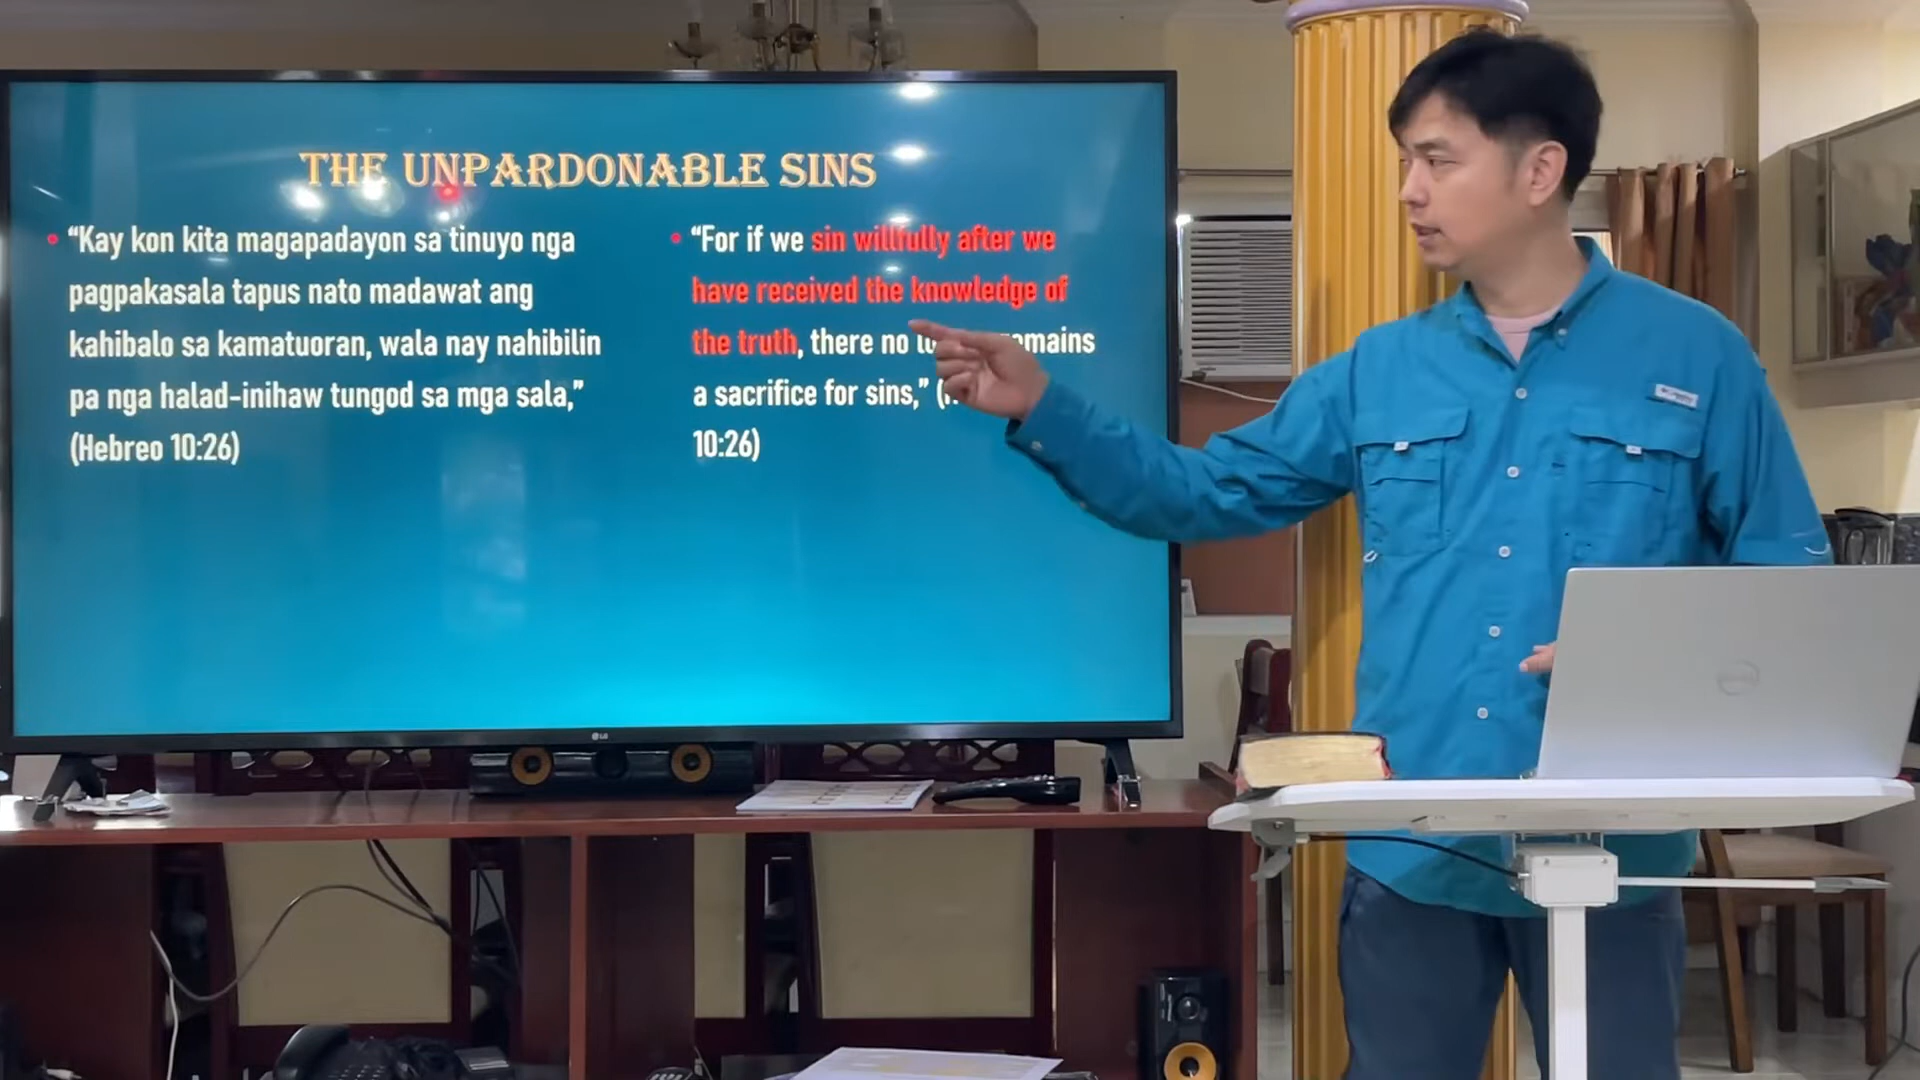 THE UNPARDONABLE SINS
“Kay kon kita magapadayon sa tinuyo nga
pagpakasala tapus nato madawat ang
kahibalo sa kamatuoran, wala nay nahibilin
pa nga halad-inihaw tungod sa mga sala,”
(Hebreo 10:26)
“For if we sin willfully after we
have received the knowledge of
the truth, there no remains
a sacrifice for sins,” (
10:26)
LG